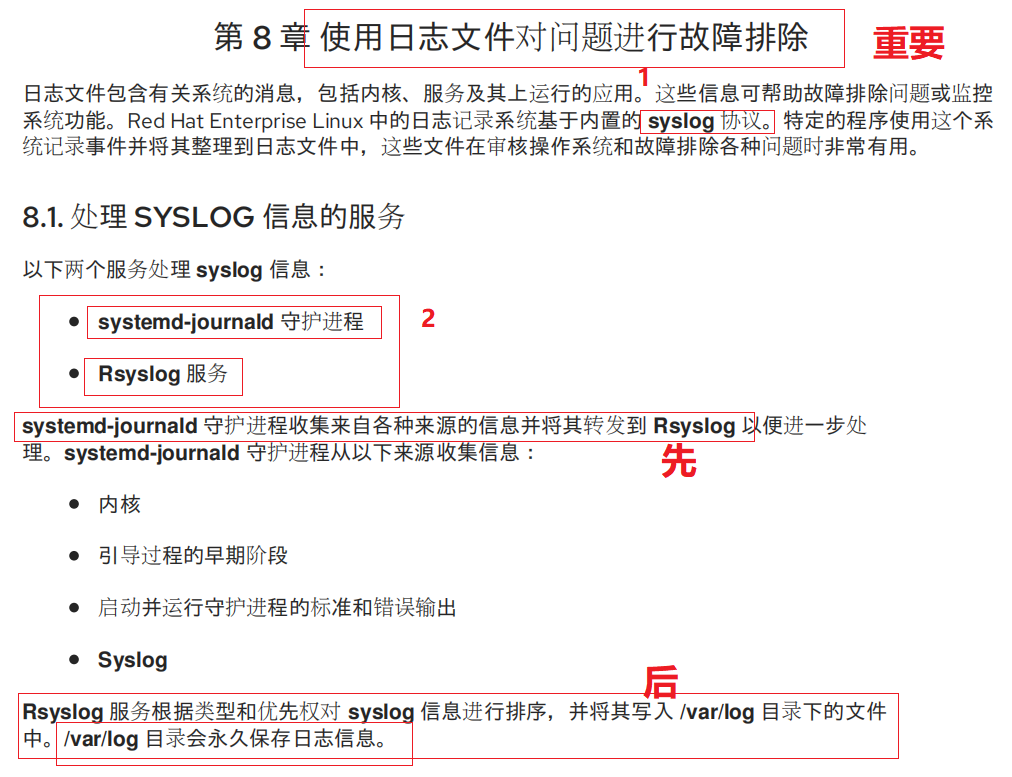 第 8 章 使用日志文件对问题进行故障排除
重要
1
日志文件包含有关系统的消息，包括内核、服务及其上运行的应用。这些信息可帮助故障排除问题或监控
系统功能。Red Hat Enterprise Linux 中的日志记录系统基于内置的 syslog 协议。特定的程序使用这个系
统记录事件并将其整理到日志文件中，这些文件在审核操作系统和故障排除各种问题时非常有用。
8.1. 处理 SYSLOG 信息的服务
以下两个服务处理 syslog 信息：
● systemd-journald 守护进程
2
● Rsyslog 服务
systemd-journald 守护进程收集来自各种来源的信息并将其转发到 Rsyslog 以便进一步处
理。systemd-journald 守护进程从以下来源收集信息：
先
● 内核
● 引导过程的早期阶段
● 启动并运行守护进程的标准和错误输出
● Syslog
后
Rsyslog 服务根据类型和优先权对 syslog 信息进行排序，并将其写入 /var/log 目录下的文件
中。/var/log 目录会永久保存日志信息。